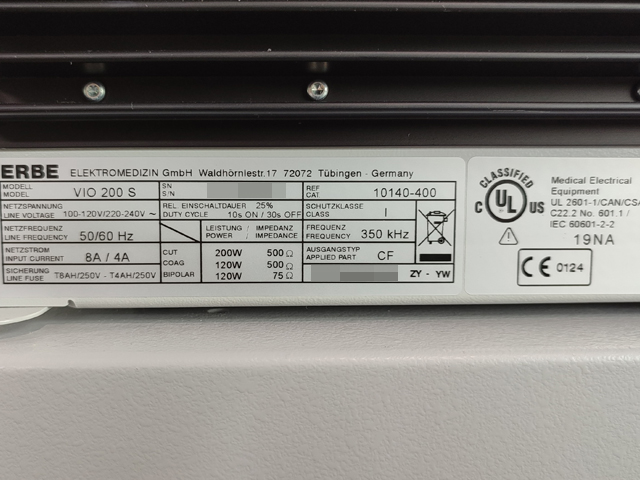 ERBE ELEKTROMEDIZIN GmbH Waldhörnlestr.17 72072 Tübingen - Germany
MODELL
MODEL VIO 200 S
SN
S/N
REF
CAT 10140-400
NETZSPANNUNG
LINE VOLTAGE 100-120V/220-240V ~
REL. EINSCHALTDAUER 25%
DUTY CYCLE 10s ON / 30s OFF
SCHUTZKLASSE
CLASS I
NETZFREQUENZ
LINE FREQUENCY 50/60 Hz
LEISTUNG / IMPEDANZ
POWER / IMPEDANCE
FREQUENZ
FREQUENCY 350 kHz
NETZSTROM
INPUT CURRENT 8A / 4A
CUT 200W 500 Ω
COAG 120W 500 Ω
BIPOLAR 120W 75 Ω
AUSGANGSTYP
APPLIED PART CF
SICHERUNG
LINE FUSE T8AH/250V - T4AH/250V
ZY - YW
CLASSIFIED
C UL US
Medical Electrical
Equipment
UL 2601-1/CAN/CSA
C22.2 No. 601.1/
IEC 60601-2-2
19NA
CE 0124